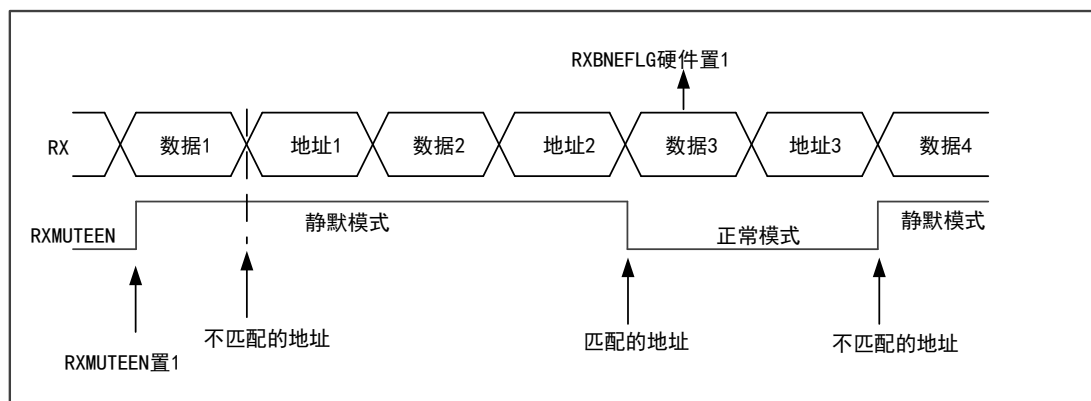 RXBNEFLG硬件置1
RX
数据1
地址1
数据2
地址2
数据3
地址3
数据4
RXMUTEEN
静默模式
正常模式
静默模式
不匹配的地址
匹配的地址
不匹配的地址
RXMUTEEN置1